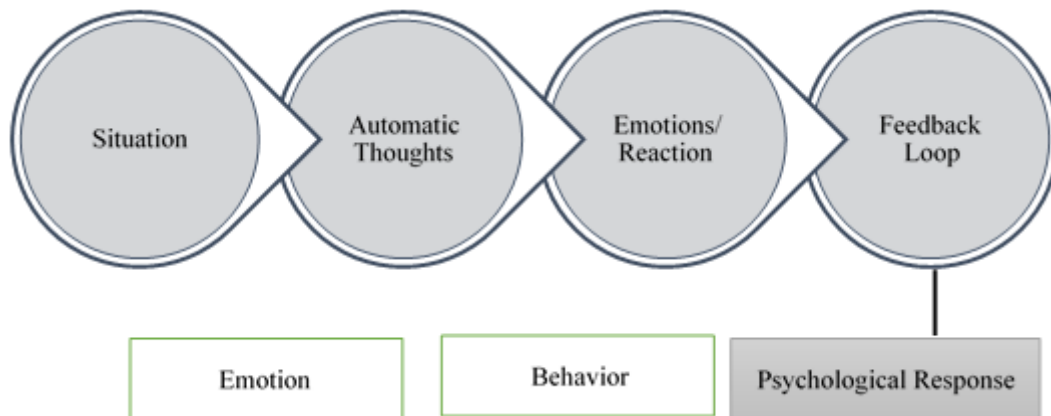 Situation
Automatic
Thoughts
Emotions/
Reaction
Feedback
Loop
Emotion
Behavior
Psychological Response